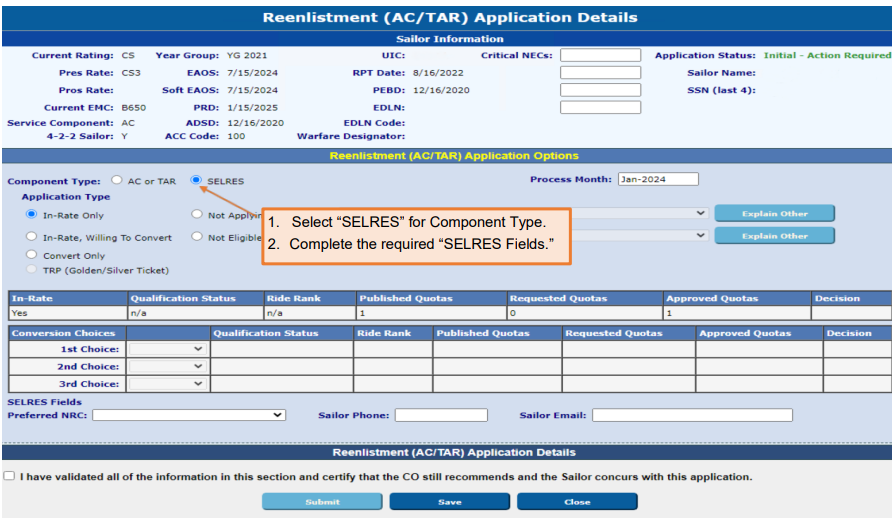 Reenlistment (AC/TAR) Application Details
Sailor Information
Current Rating: CS Year Group: YG 2021 UIC: Critical NECs: Application Status: Initial - Action Required
Pres Rate: CS3 EAOS: 7/15/2024 RPT Date: 8/16/2022 Sailor Name:
Pros Rate: Soft EAOS: 7/15/2024 PEBD: 12/16/2020 SSN (last 4):
Current EMC: B650 PRD: 1/15/2025 EDLN:
Service Component: AC ADSD: 12/16/2020 EDLN Code:
4-2-2 Sailor: Y ACC Code: 100 Warfare Designator:
Reenlistment (AC/TAR) Application Options
Component Type: AC or TAR SELRES Process Month: Jan-2024
Application Type
In-Rate Only Not Applying Explain Other
In-Rate, Willing To Convert Not Eligible Explain Other
Convert Only
TRP (Golden/Silver Ticket)
1. Select “SELRES” for Component Type.
2. Complete the required “SELRES Fields.”
In-Rate Qualification Status Ride Rank Published Quotas Requested Quotas Approved Quotas Decision
Yes n/a n/a 1 0 1
Conversion Choices Qualification Status Ride Rank Published Quotas Requested Quotas Approved Quotas Decision
1st Choice:
2nd Choice:
3rd Choice:
SELRES Fields
Preferred NRC: Sailor Phone: Sailor Email:
Reenlistment (AC/TAR) Application Details
I have validated all of the information in this section and certify that the CO still recommends and the Sailor concurs with this application.
Submit Save Close